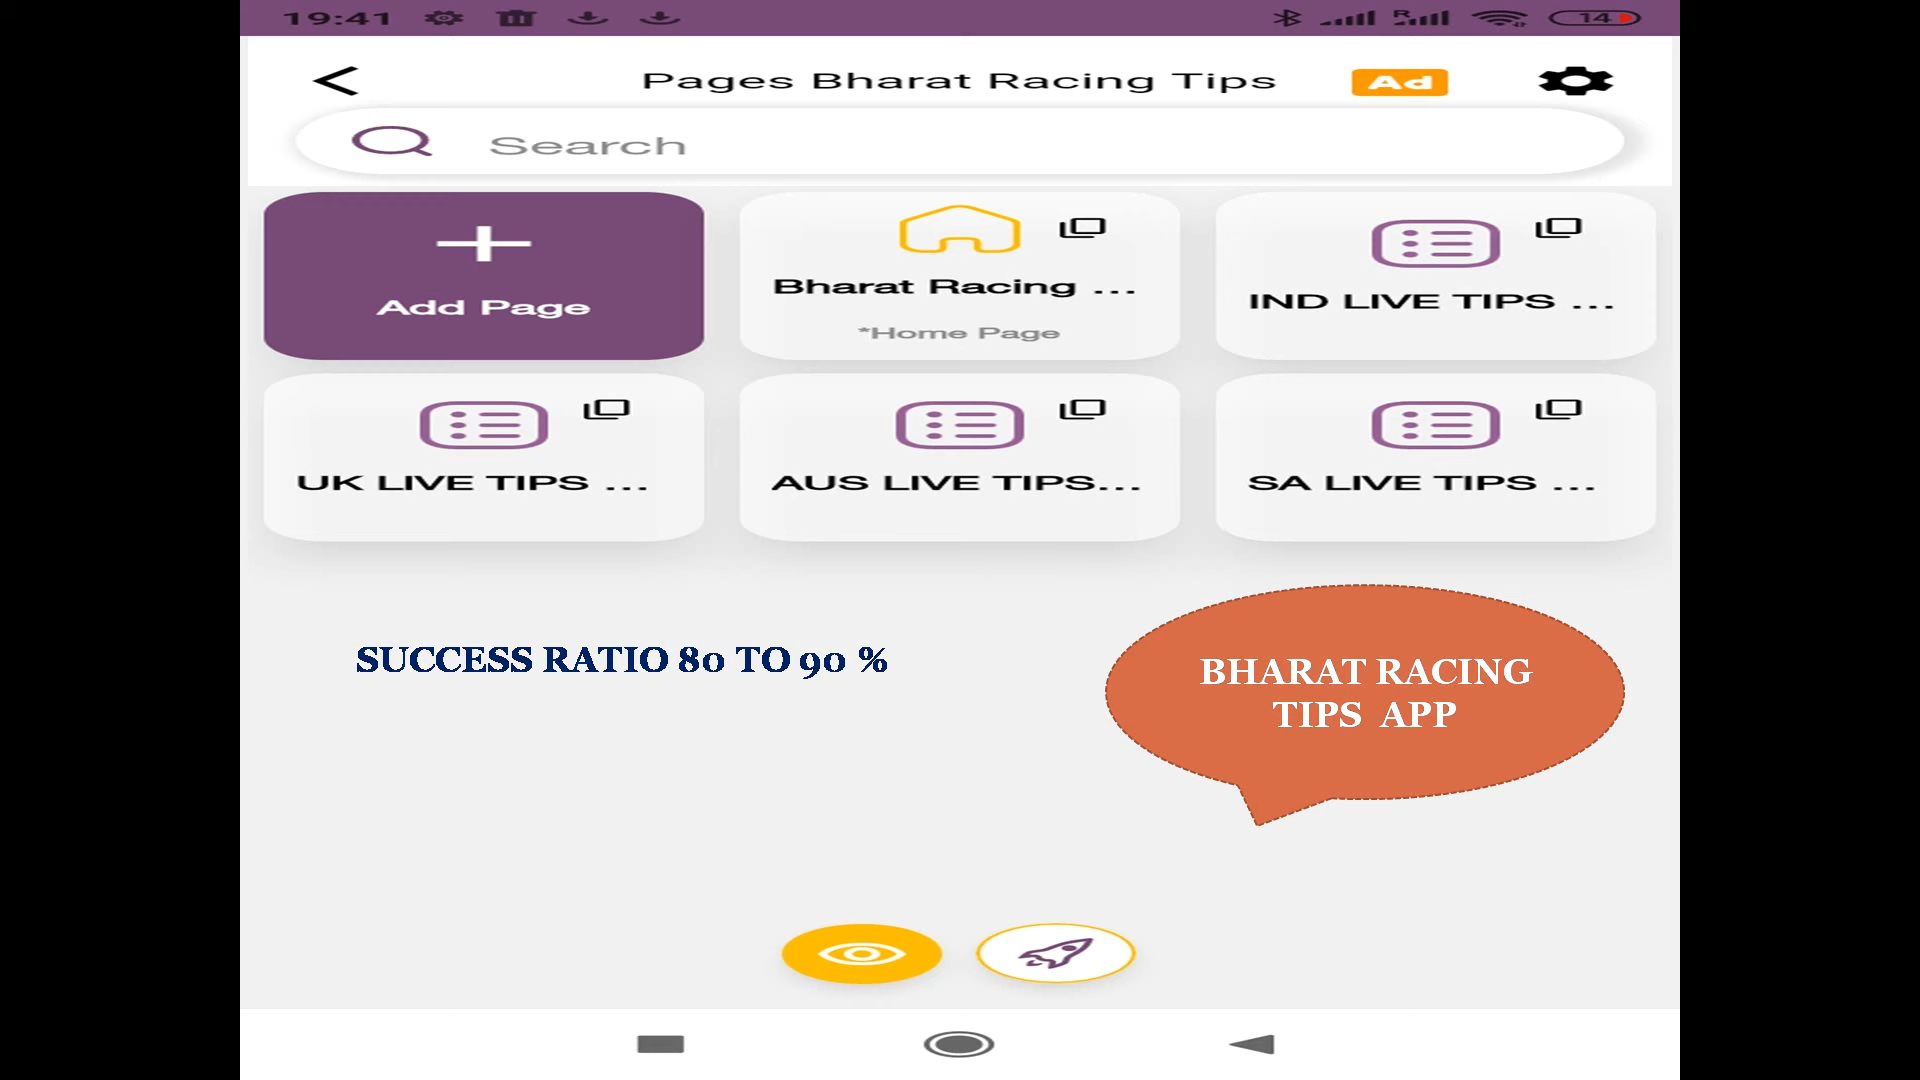 19:41
R
14
Pages Bharat Racing Tips
Ad
Search
Add Page
Bharat Racing ...
*Home Page
IND LIVE TIPS ...
UK LIVE TIPS ...
AUS LIVE TIPS...
SA LIVE TIPS ...
SUCCESS RATIO 80 TO 90 %
BHARAT RACING
TIPS APP